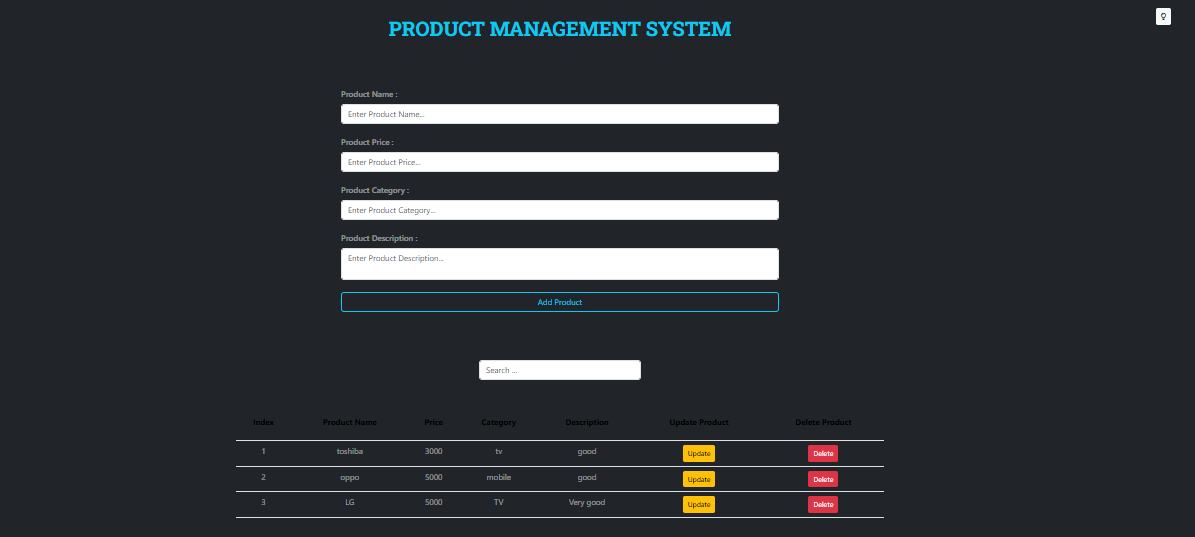 PRODUCT MANAGEMENT SYSTEM
Product Name :
Enter Product Name...
Product Price :
Enter Product Price...
Product Category :
Enter Product Category...
Product Description :
Enter Product Description...
Add Product
Search ...
Index Product Name Price Category Description Update Product Delete Product
1 toshiba 3000 tv good Update Delete
2 oppo 5000 mobile good Update Delete
3 LG 5000 TV Very good Update Delete